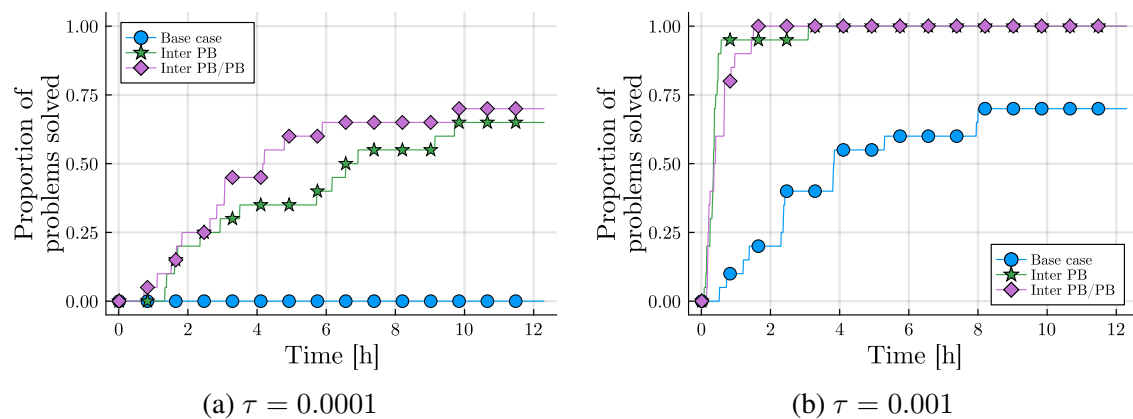 Proportion of
problems solved
1.00
0.75
0.50
0.25
0.00
Base case
Inter PB
Inter PB/PB
0 2 4 6 8 10 12
Time [h]
(a) τ = 0.0001
Proportion of
problems solved
1.00
0.75
0.50
0.25
0.00
Base case
Inter PB
Inter PB/PB
0 2 4 6 8 10 12
Time [h]
(b) τ = 0.001